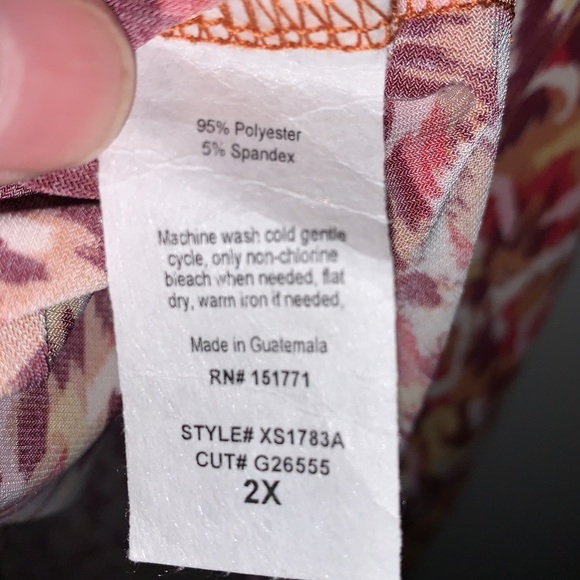 95% Polyester
5% Spandex
Machine wash cold gentle
cycle, only non-chlorine
bleach when needed, flat
dry, warm iron if needed,
Made in Guatemala
RN# 151771
STYLE# XS1783A
CUT# G26555
2X